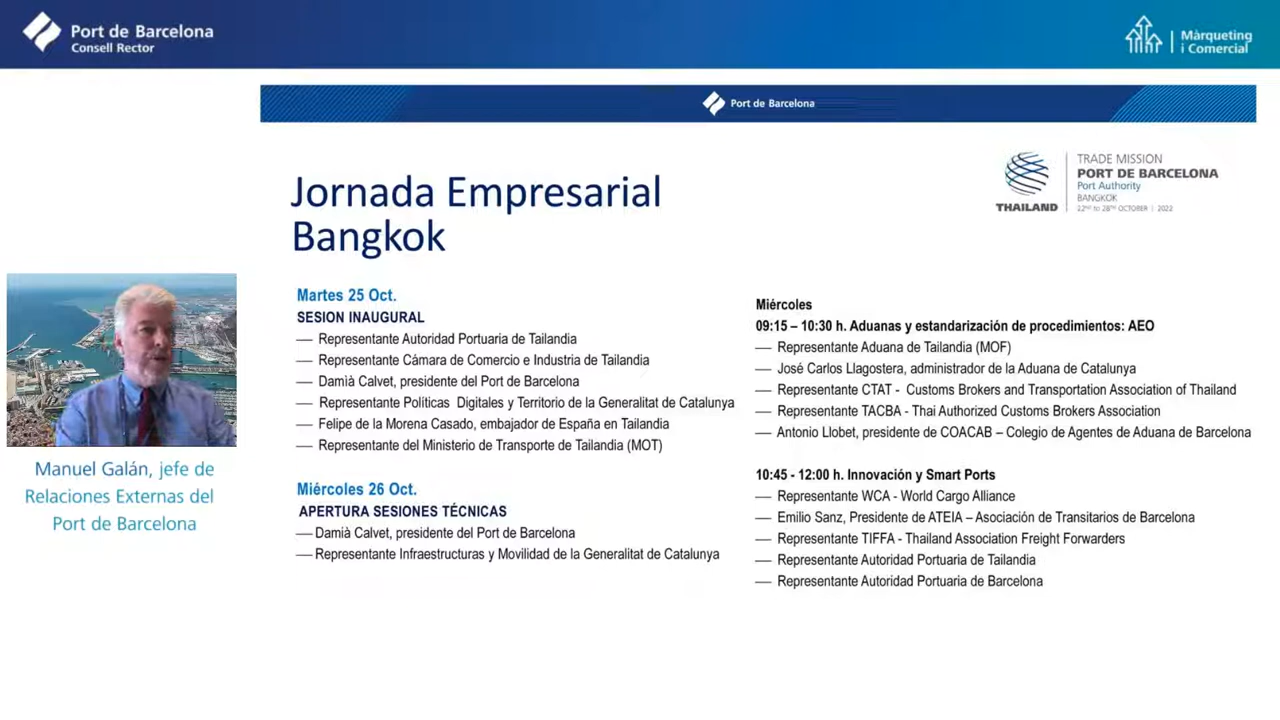 Port de Barcelona
Consell Rector
Màrqueting
i Comercial
Port de Barcelona
Jornada Empresarial
Bangkok
THAILAND
TRADE MISSION
PORT DE BARCELONA
Port Authority
BANGKOK
22ND to 28TH OCTOBER | 2022
Martes 25 Oct.
SESION INAUGURAL
— Representante Autoridad Portuaria de Tailandia
— Representante Cámara de Comercio e Industria de Tailandia
— Damià Calvet, presidente del Port de Barcelona
— Representante Políticas Digitales y Territorio de la Generalitat de Catalunya
— Felipe de la Morena Casado, embajador de España en Tailandia
— Representante del Ministerio de Transporte de Tailandia (MOT)
Miércoles 26 Oct.
APERTURA SESIONES TÉCNICAS
— Damià Calvet, presidente del Port de Barcelona
— Representante Infraestructuras y Movilidad de la Generalitat de Catalunya
Miércoles
09:15 – 10:30 h. Aduanas y estandarización de procedimientos: AEO
— Representante Aduana de Tailandia (MOF)
— José Carlos Llagostera, administrador de la Aduana de Catalunya
— Representante CTAT - Customs Brokers and Transportation Association of Thailand
— Representante TACBA - Thai Authorized Customs Brokers Association
— Antonio Llobet, presidente de COACAB – Colegio de Agentes de Aduana de Barcelona
10:45 - 12:00 h. Innovación y Smart Ports
— Representante WCA - World Cargo Alliance
— Emilio Sanz, Presidente de ATEIA – Asociación de Transitarios de Barcelona
— Representante TIFFA - Thailand Association Freight Forwarders
— Representante Autoridad Portuaria de Tailandia
— Representante Autoridad Portuaria de Barcelona
Manuel Galán, jefe de
Relaciones Externas del
Port de Barcelona